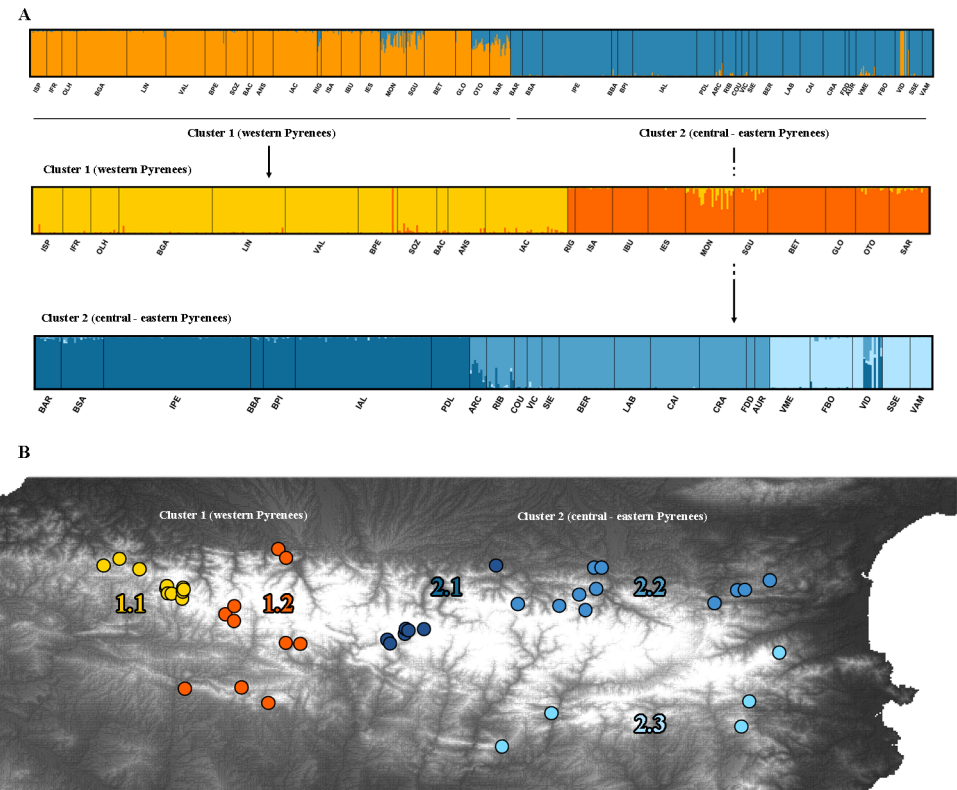 A
ISP IFR OLH BGA LIN VAL BPE SOZ BAC ANS IAC RIG ISA IBU IES MON SGU BET GLO OTO SAR BAR BSA IPE BBA BPI IAL PDL ARC RIB COU VIC SIE BER LAB CAI CRA FDD AUR VME FBO VID SSE VAM
Cluster 1 (western Pyrenees) Cluster 2 (central - eastern Pyrenees)
Cluster 1 (western Pyrenees)
ISP IFR OLH BGA LIN VAL BPE SOZ BAC ANS IAC RIG ISA IBU IES MON SGU BET GLO OTO SAR
Cluster 2 (central - eastern Pyrenees)
BAR BSA IPE BBA BPI IAL PDL ARC RIB COU VIC SIE BER LAB CAI CRA FDD AUR VME FBO VID SSE VAM
B
Cluster 1 (western Pyrenees) Cluster 2 (central - eastern Pyrenees)
1.1 1.2 2.1 2.2
2.3